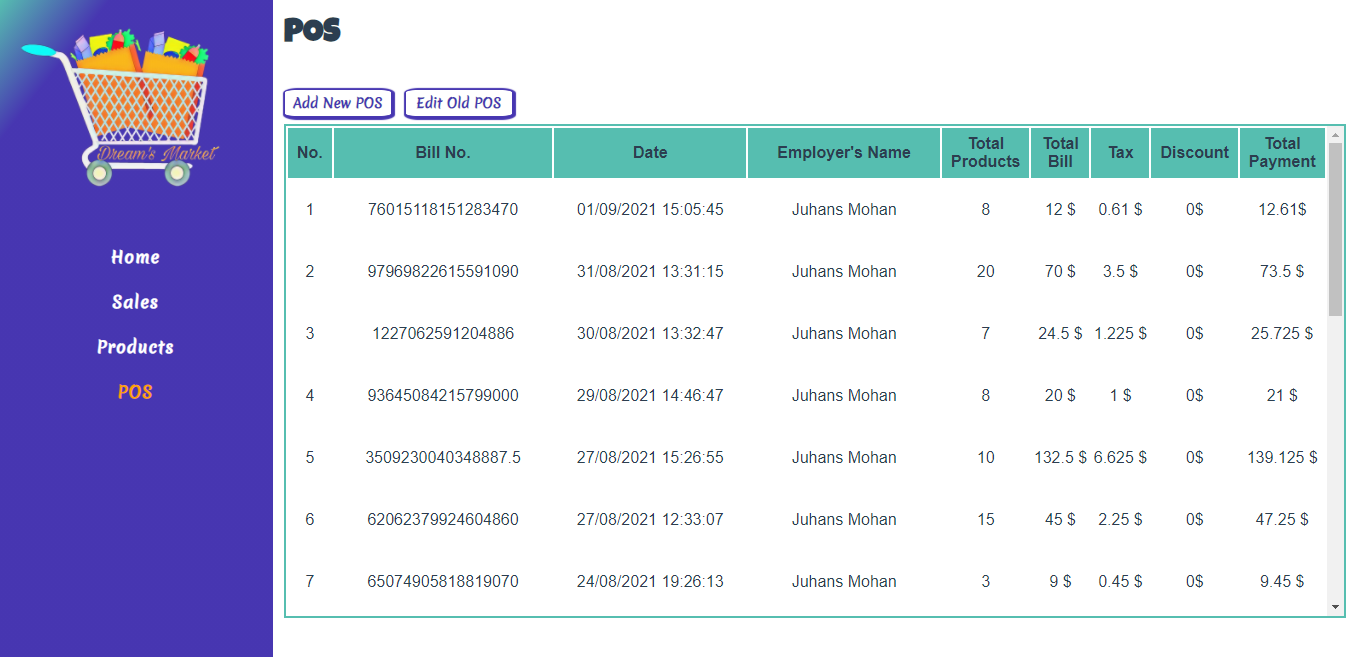 POS
Add New POS Edit Old POS
No. Bill No. Date Employer's Name Total Products Total Bill Tax Discount Total Payment
1 76015118151283470 01/09/2021 15:05:45 Juhans Mohan 8 12 $ 0.61 $ 0$ 12.61$
2 97969822615591090 31/08/2021 13:31:15 Juhans Mohan 20 70 $ 3.5 $ 0$ 73.5 $
3 1227062591204886 30/08/2021 13:32:47 Juhans Mohan 7 24.5 $ 1.225 $ 0$ 25.725 $
4 93645084215799000 29/08/2021 14:46:47 Juhans Mohan 8 20 $ 1 $ 0$ 21 $
5 3509230040348887.5 27/08/2021 15:26:55 Juhans Mohan 10 132.5 $ 6.625 $ 0$ 139.125 $
6 62062379924604860 27/08/2021 12:33:07 Juhans Mohan 15 45 $ 2.25 $ 0$ 47.25 $
7 65074905818819070 24/08/2021 19:26:13 Juhans Mohan 3 9 $ 0.45 $ 0$ 9.45 $
Dream's Market
Home
Sales
Products
POS